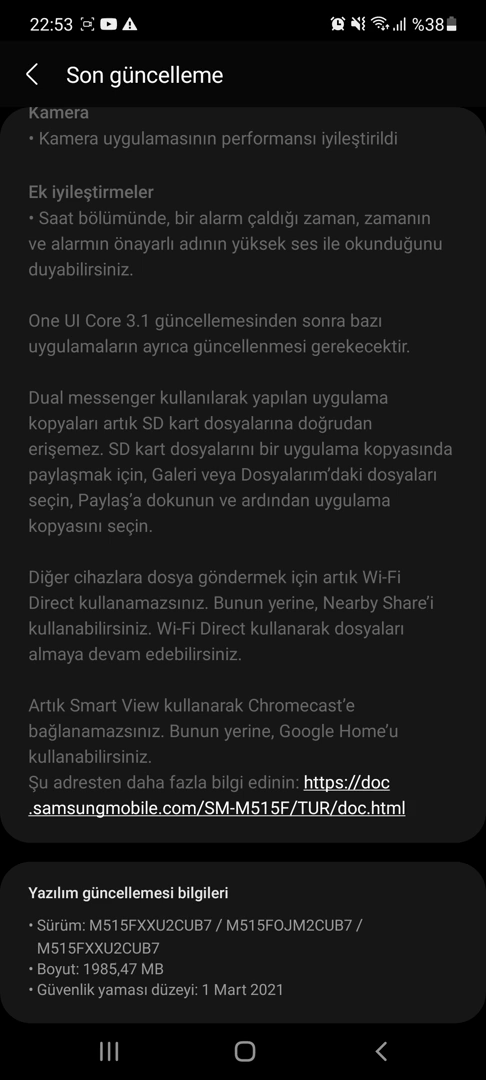 22:53
%38
Son güncelleme
Kamera
• Kamera uygulamasının performansı iyileştirildi
Ek iyileştirmeler
• Saat bölümünde, bir alarm çaldığı zaman, zamanın
ve alarmın önayarlı adının yüksek ses ile okunduğunu
duyabilirsiniz.
One UI Core 3.1 güncellemesinden sonra bazı
uygulamaların ayrıca güncellenmesi gerekecektir.
Dual messenger kullanılarak yapılan uygulama
kopyaları artık SD kart dosyalarına doğrudan
erişemez. SD kart dosyalarını bir uygulama kopyasında
paylaşmak için, Galeri veya Dosyalarım’daki dosyaları
seçin, Paylaş’a dokunun ve ardından uygulama
kopyasını seçin.
Diğer cihazlara dosya göndermek için artık Wi-Fi
Direct kullanamazsınız. Bunun yerine, Nearby Share’i
kullanabilirsiniz. Wi-Fi Direct kullanarak dosyaları
almaya devam edebilirsiniz.
Artık Smart View kullanarak Chromecast’e
bağlanamazsınız. Bunun yerine, Google Home’u
kullanabilirsiniz.
Şu adresten daha fazla bilgi edinin: https://doc
.samsungmobile.com/SM-M515F/TUR/doc.html
Yazılım güncellemesi bilgileri
• Sürüm: M515FXXU2CUB7 / M515FOJM2CUB7 /
M515FXXU2CUB7
• Boyut: 1985,47 MB
• Güvenlik yaması düzeyi: 1 Mart 2021